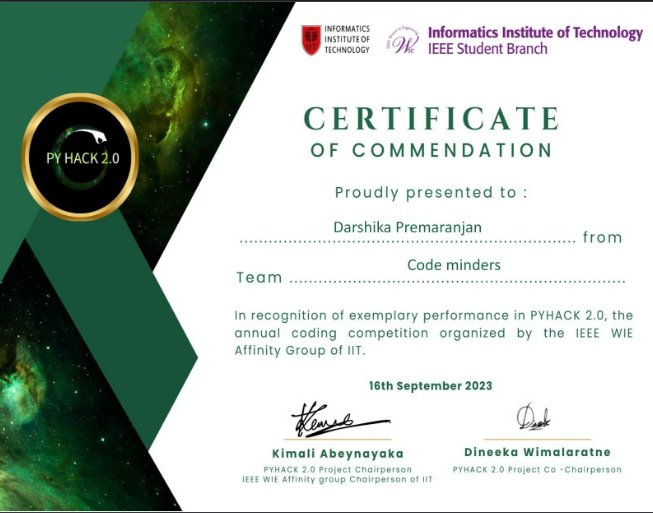 INFORMATICS
INSTITUTE OF
TECHNOLOGY
Informatics Institute of Technology
IEEE Student Branch
PY HACK 2.0
CERTIFICATE
OF COMMENDATION
Proudly presented to :
Darshika Premaranjan
from
Code minders
Team
In recognition of exemplary performance in PYHACK 2.0, the
annual coding competition organized by the IEEE WIE
Affinity Group of IIT.
16th September 2023
Kimali Abeynayaka
PYHACK 2.0 Project Chairperson
IEEE WIE Affinity group Chairperson of IIT
Dineeka Wimalaratne
PYHACK 2.0 Project Co -Chairperson